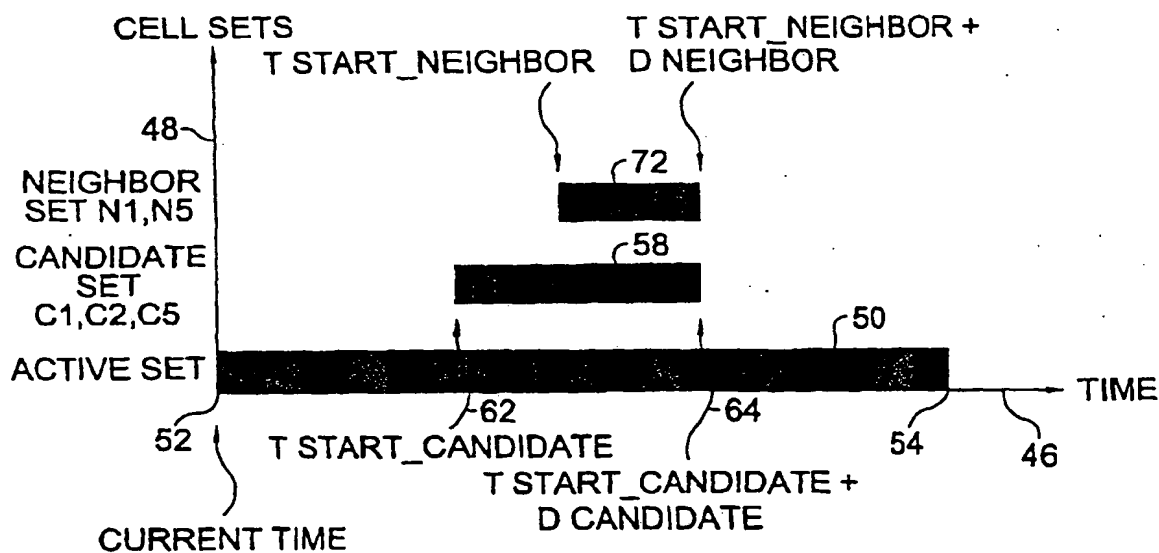 CELL SETS
T START_NEIGHBOR
T START_NEIGHBOR +
D NEIGHBOR
48
72
NEIGHBOR
SET N1,N5
58
CANDIDATE
SET
C1,C2,C5
50
ACTIVE SET
TIME
52
62
64
54
46
T START_CANDIDATE
T START_CANDIDATE +
D CANDIDATE
CURRENT TIME